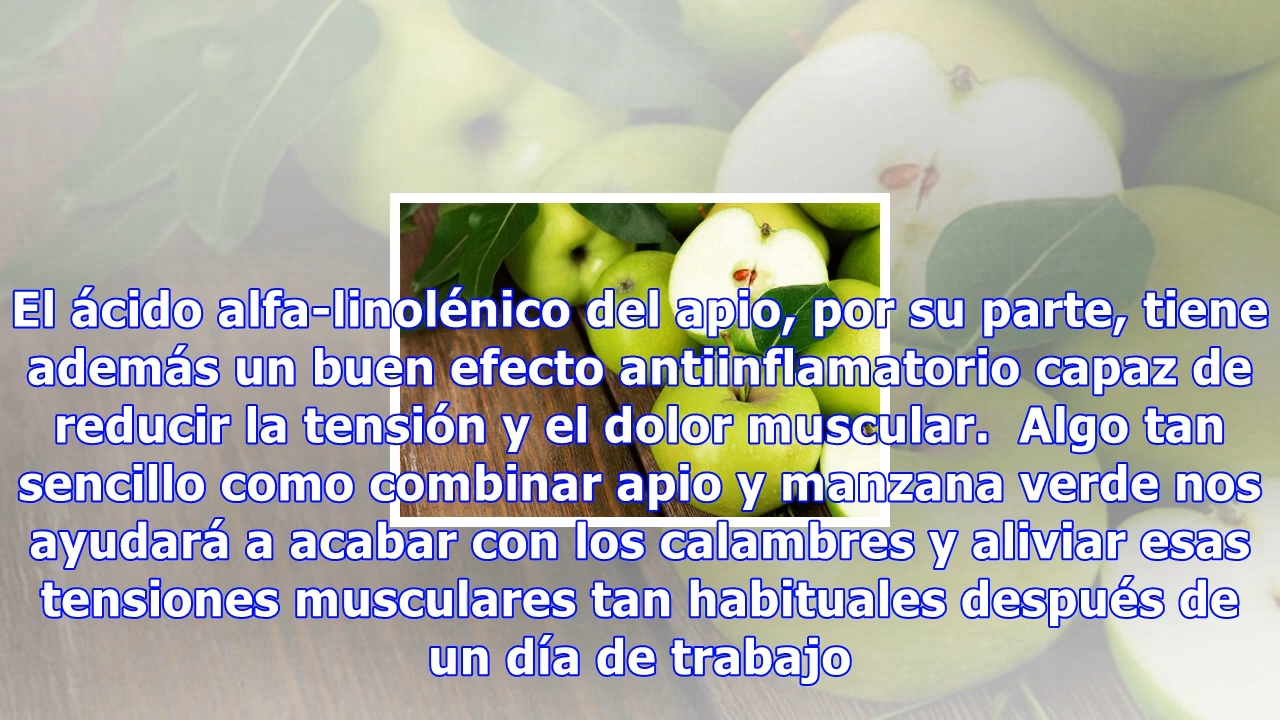 El ácido alfa-linolénico del apio, por su parte, tiene
además un buen efecto antiinflamatorio capaz de
reducir la tensión y el dolor muscular.  Algo tan
sencillo como combinar apio y manzana verde nos
ayudará a acabar con los calambres y aliviar esas
tensiones musculares tan habituales después de
un día de trabajo